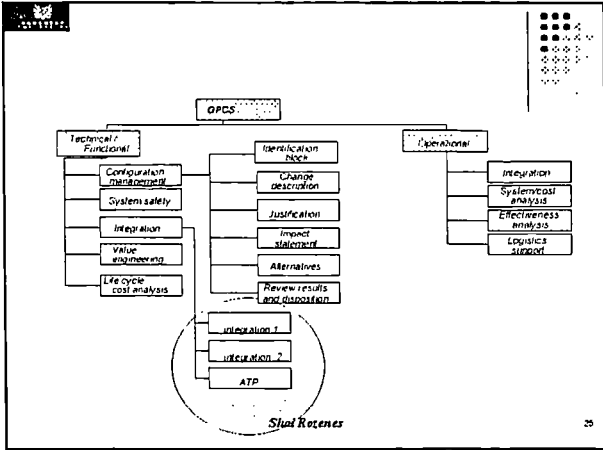 GPCS
Technical /
Functional
Configuration
management
System safety
Integration
Value
engineering
Life cycle
cost analysis
Identification
block
Change
description
Justification
Impact
statement
Alternatives
Review results
and disposition
Integration 1
Integration 2
ATP
Operational
Integration
System/cost
analysis
Effectiveness
analysis
Logistics
support
Shai Rozenes
25